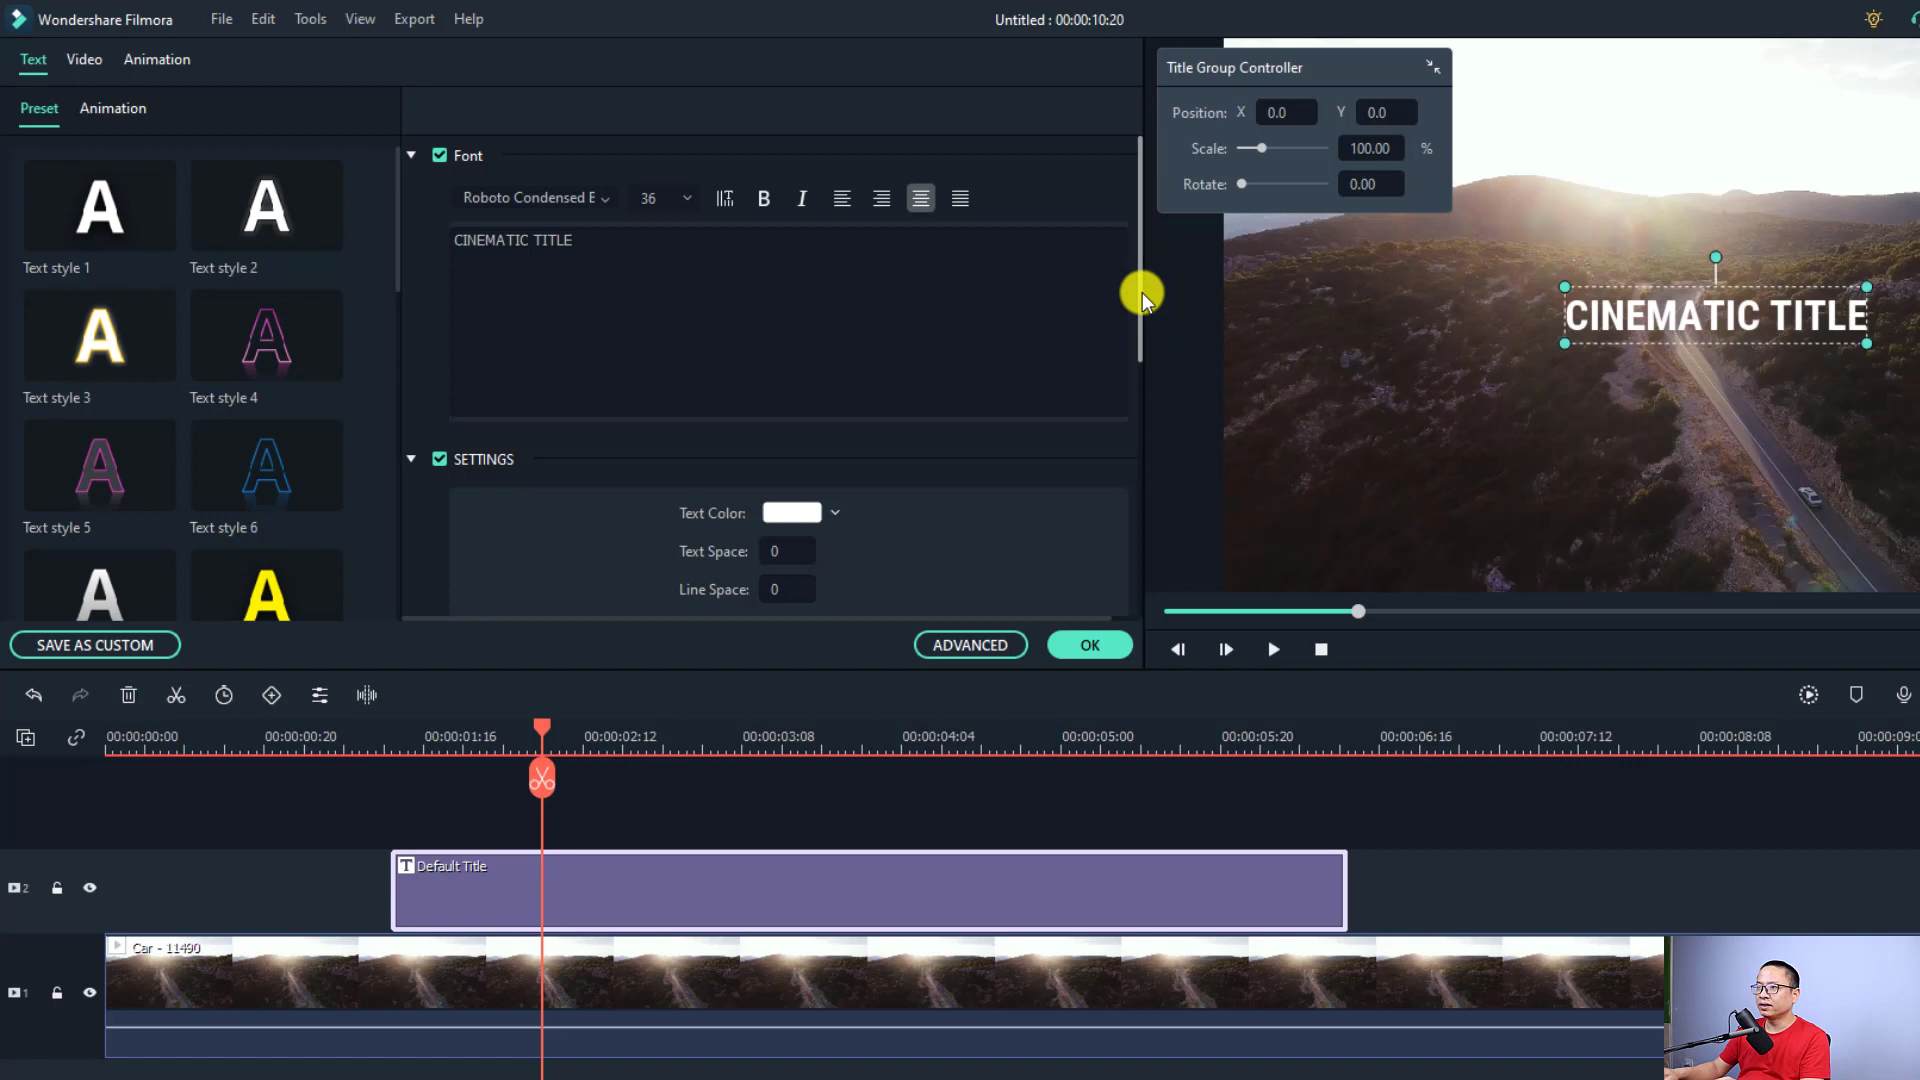 Wondershare Filmora File Edit Tools View Export Help Untitled : 00:00:10:20
Text Video Animation
Title Group Controller
Preset Animation
Position: X 0.0 Y 0.0
Scale: 100.00 %
Rotate: 0.00
Font
Roboto Condensed E 36 B I
CINEMATIC TITLE
CINEMATIC TITLE
A A
Text style 1 Text style 2
A A
Text style 3 Text style 4
A A
Text style 5 Text style 6
A A
SETTINGS
Text Color:
Text Space: 0
Line Space: 0
SAVE AS CUSTOM ADVANCED OK
00:00:00:00 00:00:00:20 00:00:01:16 00:00:02:12 00:00:03:08 00:00:04:04 00:00:05:00 00:00:05:20 00:00:06:16 00:00:07:12 00:00:08:08 00:00:09:0
T Default Title
2
Car - 11490
1